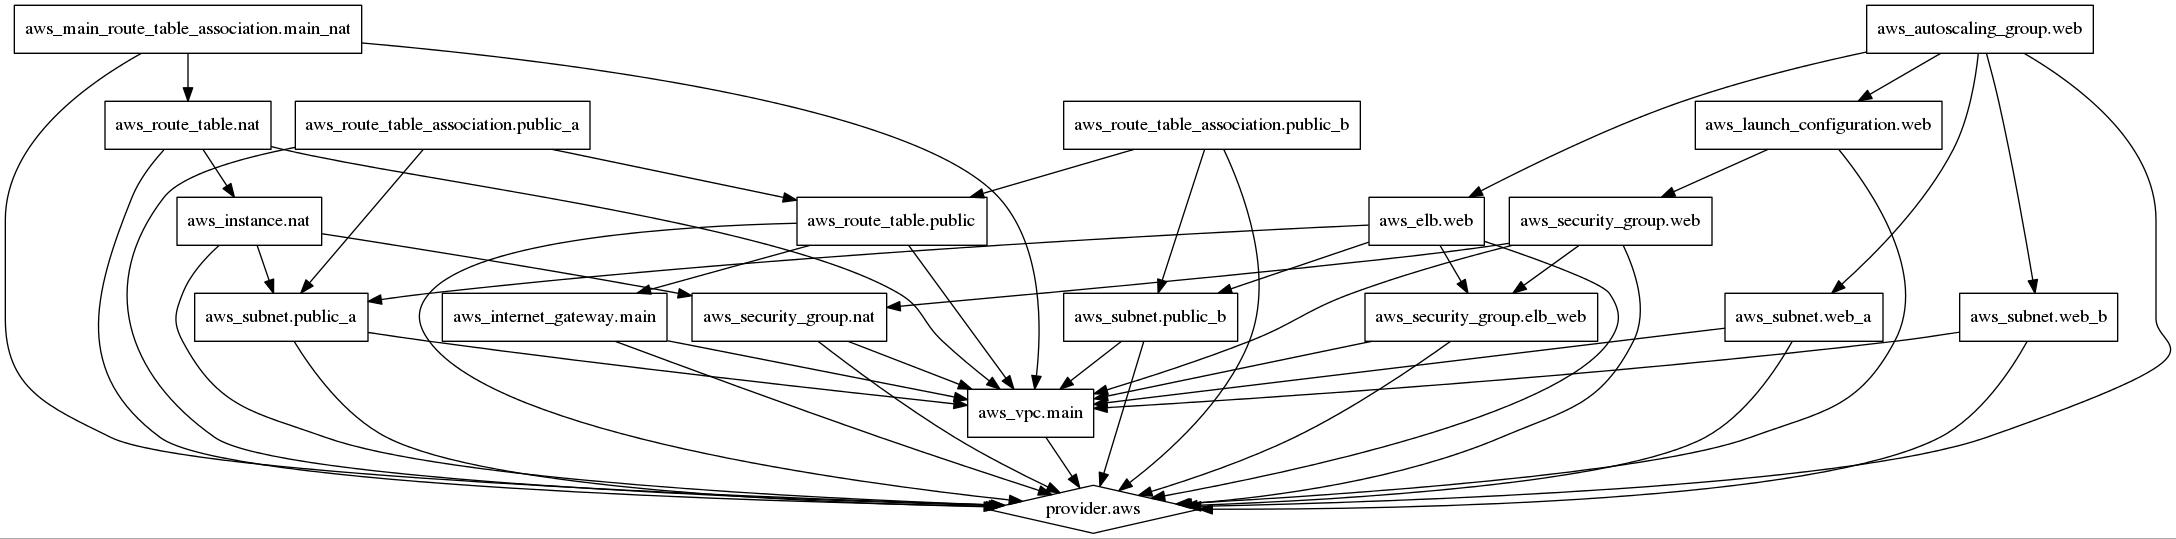 aws_main_route_table_association.main_nat
aws_autoscaling_group.web
aws_route_table.nat
aws_route_table_association.public_a
aws_route_table_association.public_b
aws_launch_configuration.web
aws_instance.nat
aws_route_table.public
aws_elb.web
aws_security_group.web
aws_subnet.public_a
aws_internet_gateway.main
aws_security_group.nat
aws_subnet.public_b
aws_security_group.elb_web
aws_subnet.web_a
aws_subnet.web_b
aws_vpc.main
provider.aws